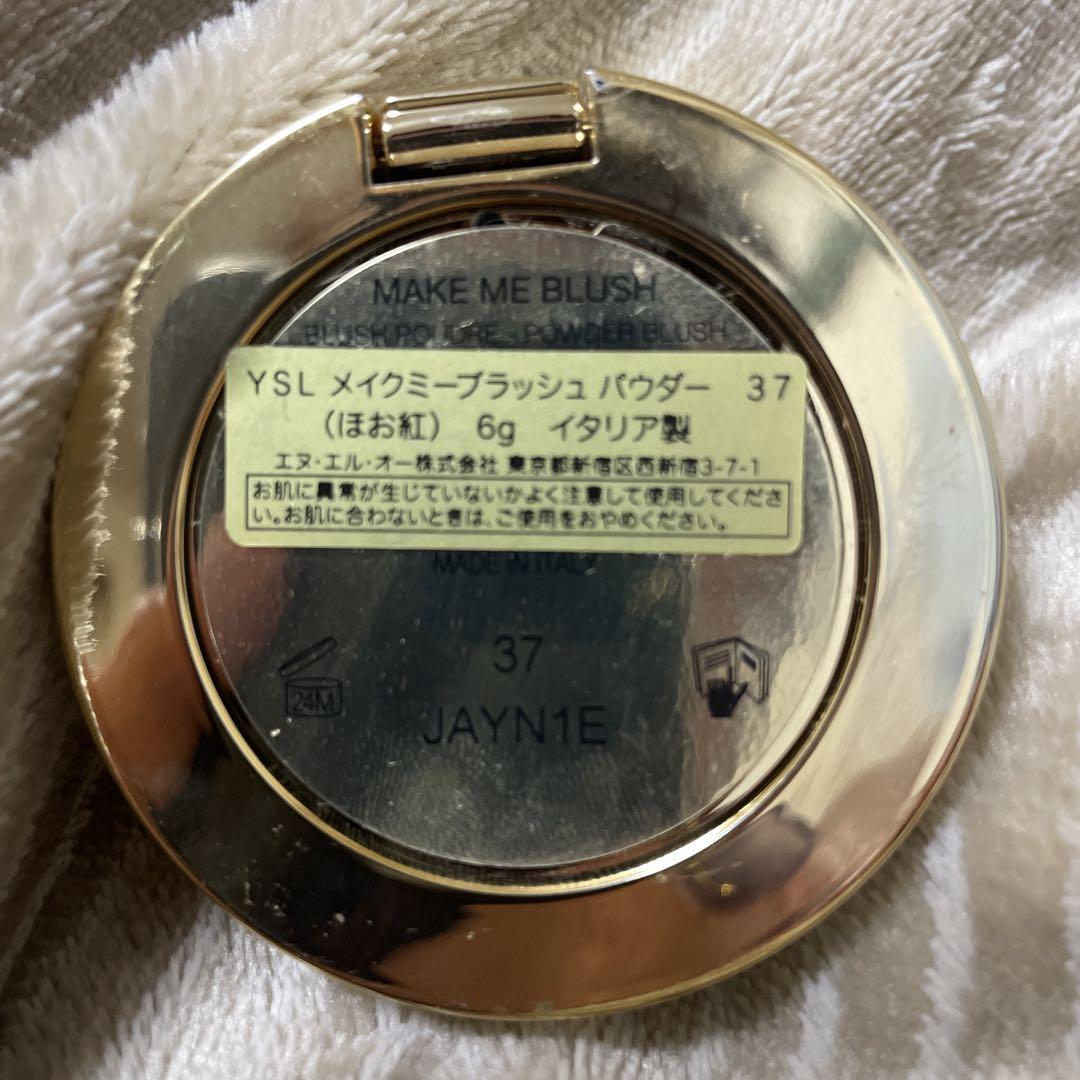 MAKE ME BLUSH
BLUSH POUDRE - POWDER BLUSH
YSL メイクミーブラッシュ パウダー 37
（ほお紅） 6g イタリア製
エヌ・エル・オー株式会社 東京都新宿区西新宿3-7-1
お肌に異常が生じていないかよく注意して使用してくださ
い。お肌に合わないときは、ご使用をおやめください。
MADE IN ITALY
37
24M
JAYN1E